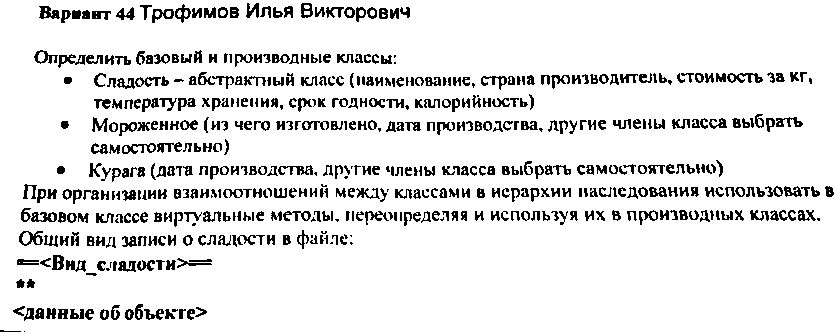 Вариант 44 Трофимов Илья Викторович
Определить базовый и производные классы:
• Сладость – абстрактный класс (наименование, страна производитель, стоимость за кг,
температура хранения, срок годности, калорийность)
• Мороженное (из чего изготовлено, дата производства, другие члены класса выбрать
самостоятельно)
• Курага (дата производства, другие члены класса выбрать самостоятельно)
При организации взаимоотношений между классами в иерархии наследования использовать в
базовом классе виртуальные методы, переопределяя и используя их в производных классах.
Общий вид записи о сладости в файле:
==<Вид_сладости>==
**
<данные об объекте>